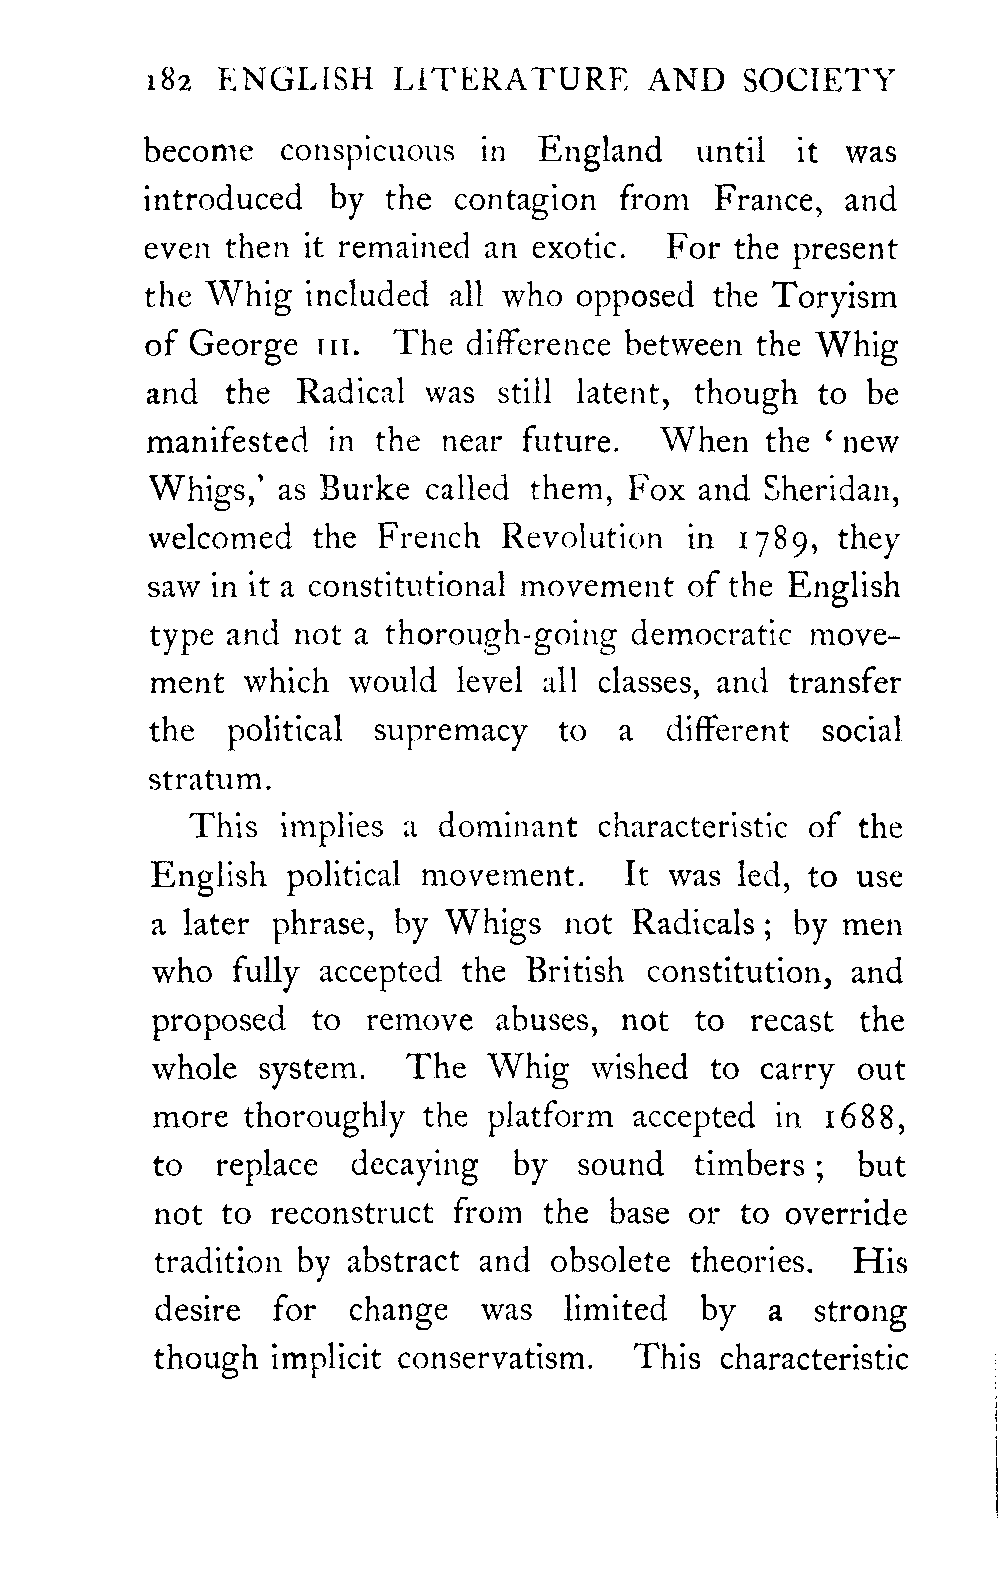 182 ENGLISH LITERATURE AND SOCIETY
become conspicuous in England until it was
introduced by the contagion from France, and
even then it remained an exotic. For the present
the Whig included all who opposed the Toryism
of George III. The difference between the Whig
and the Radical was still latent, though to be
manifested in the near future. When the ‘ new
Whigs,’ as Burke called them, Fox and Sheridan,
welcomed the French Revolution in 1789, they
saw in it a constitutional movement of the English
type and not a thorough-going democratic move-
ment which would level all classes, and transfer
the political supremacy to a different social
stratum.
This implies a dominant characteristic of the
English political movement. It was led, to use
a later phrase, by Whigs not Radicals ; by men
who fully accepted the British constitution, and
proposed to remove abuses, not to recast the
whole system. The Whig wished to carry out
more thoroughly the platform accepted in 1688,
to replace decaying by sound timbers ; but
not to reconstruct from the base or to override
tradition by abstract and obsolete theories. His
desire for change was limited by a strong
though implicit conservatism. This characteristic